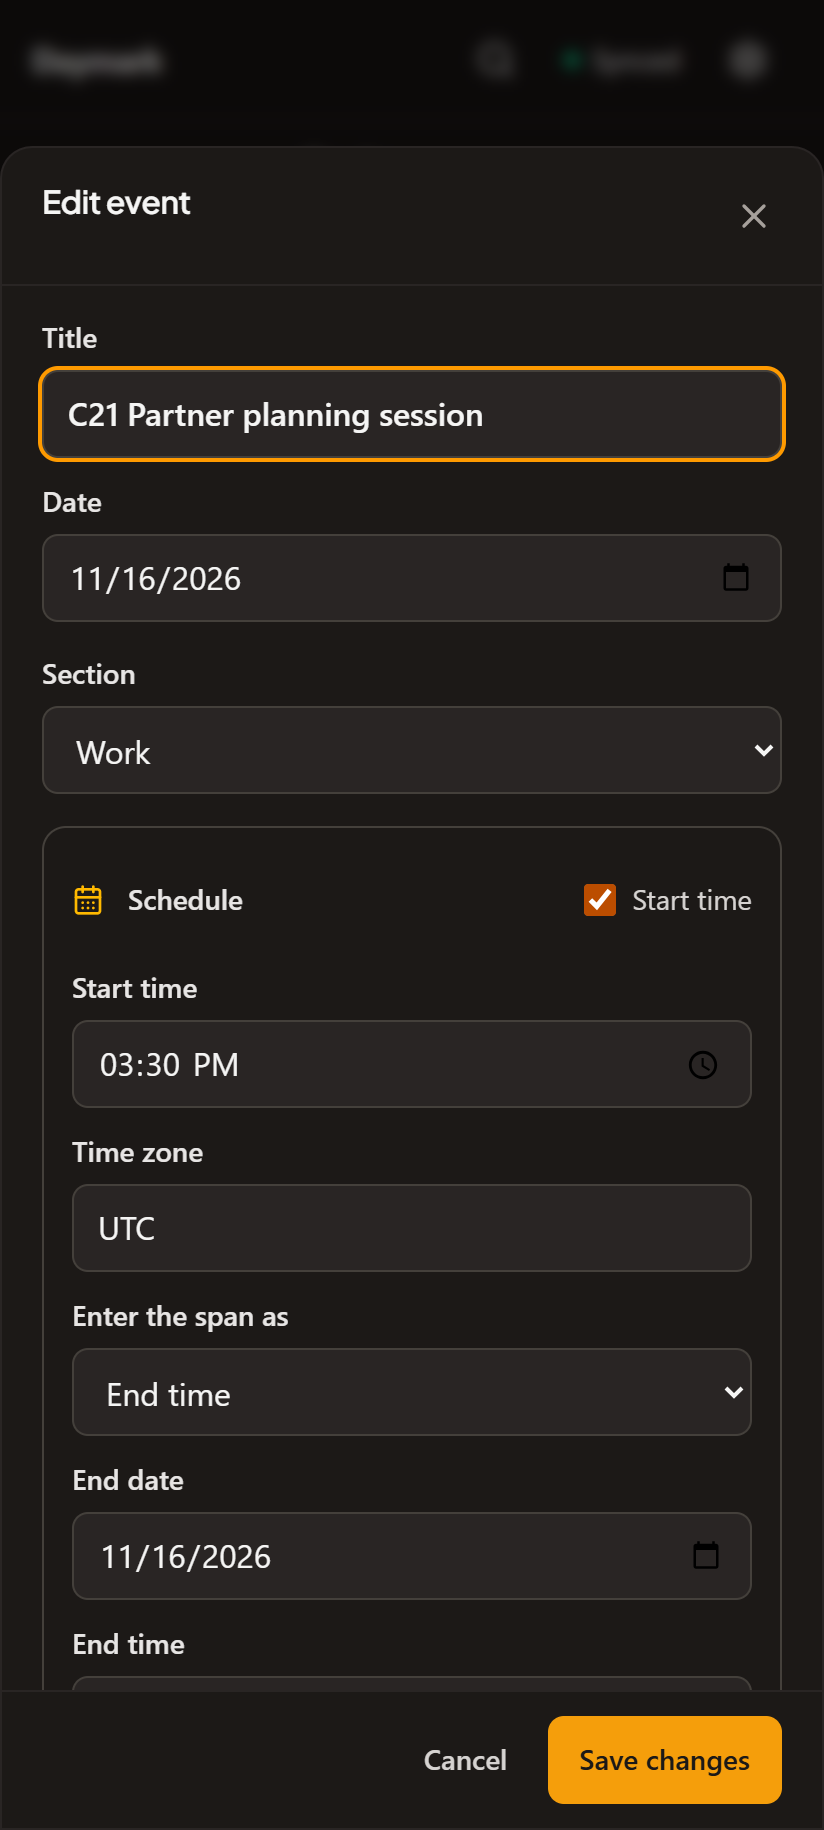 Edit event
Title
C21 Partner planning session
Date
11/16/2026
Section
Work
Schedule
Start time
Start time
03:30 PM
Time zone
UTC
Enter the span as
End time
End date
11/16/2026
End time
Cancel
Save changes